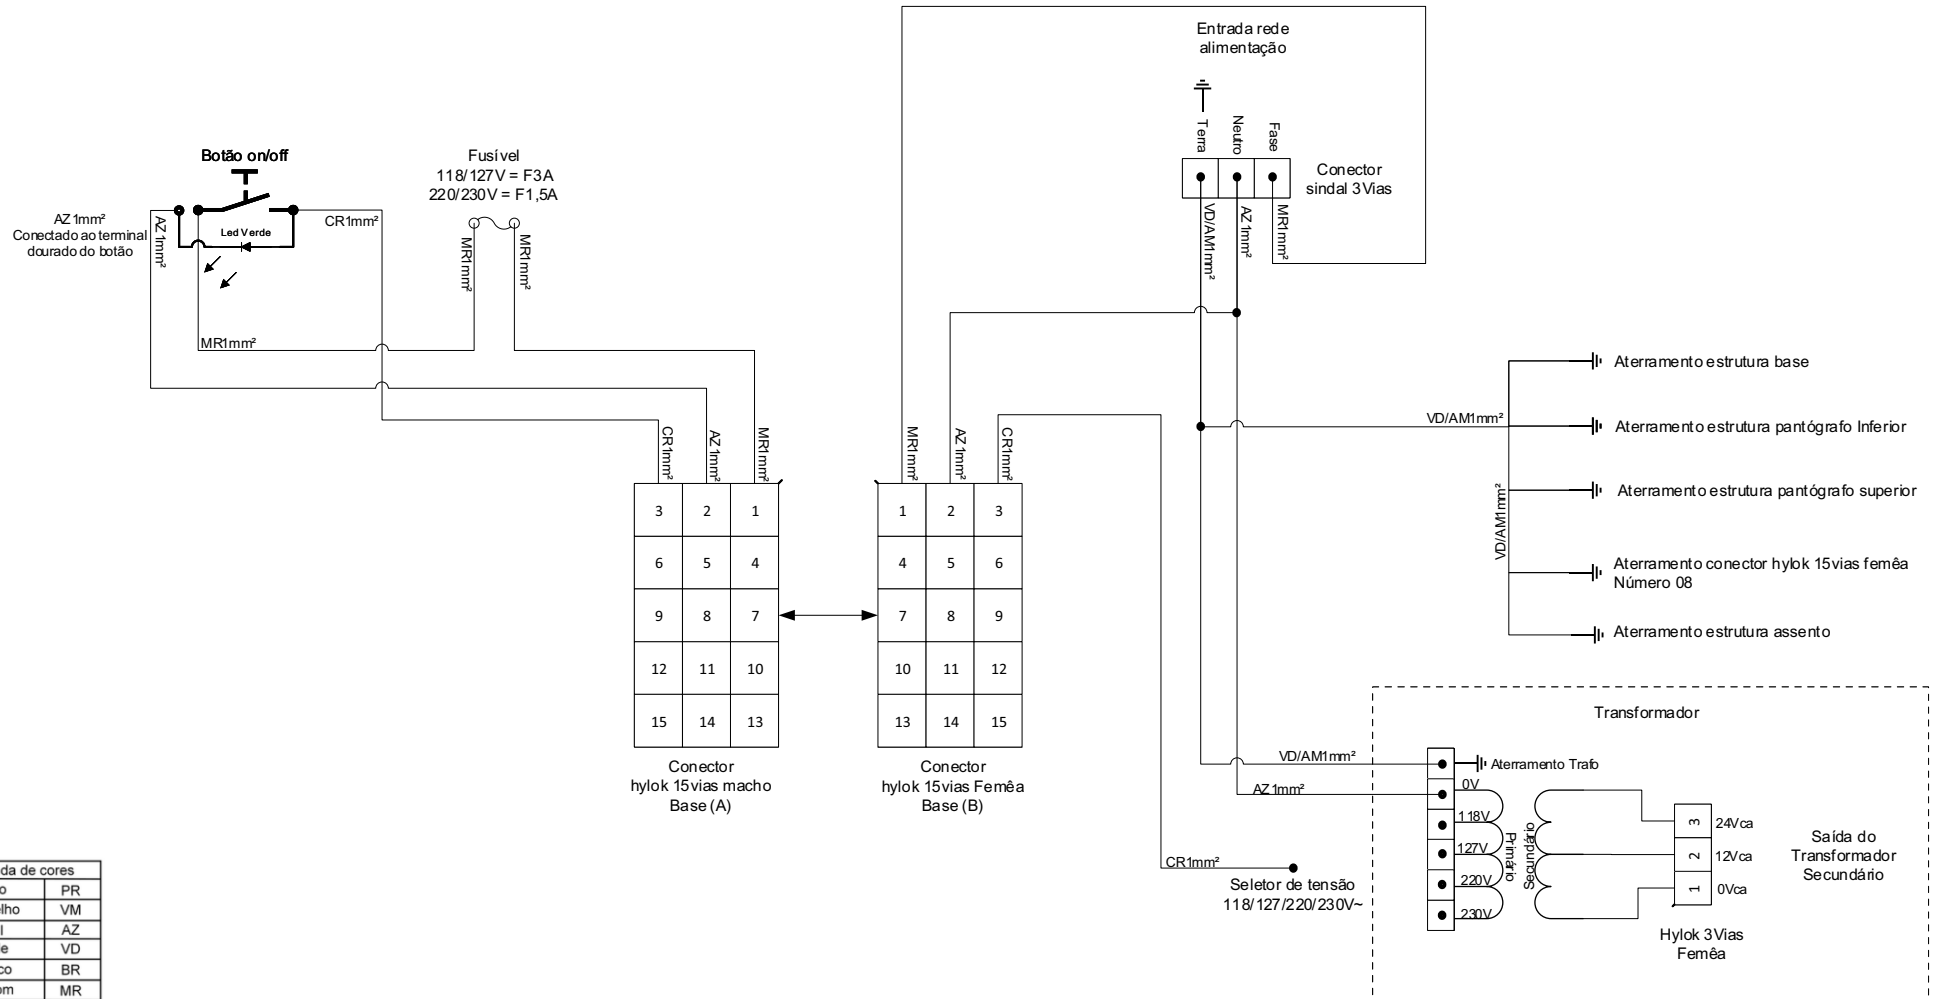 Entrada rede
alimentação
Terra
Neutro
Fase
Conector
sindal 3Vias
VD/AM1mm²
AZ1mm²
MR1mm²
Botão on/off
Led Verde
AZ1mm²
Conectado ao terminal
dourado do botão
AZ1mm²
CR1mm²
MR1mm²
Fusível
118/127V = F3A
220/230V = F1,5A
MR1mm²
MR1mm²
CR1mm²
AZ1mm²
MR1mm²
3 2 1
6 5 4
9 8 7
12 11 10
15 14 13
Conector
hylok 15vias macho
Base (A)
MR1mm²
AZ1mm²
CR1mm²
1 2 3
4 5 6
7 8 9
10 11 12
13 14 15
Conector
hylok 15vias Femêa
Base (B)
VD/AM1mm²
VD/AM1mm²
Aterramento estrutura base
Aterramento estrutura pantógrafo Inferior
Aterramento estrutura pantógrafo superior
Aterramento conector hylok 15vias femêa
Número 08
Aterramento estrutura assento
Transformador
VD/AM1mm²
Aterramento Trafo
AZ1mm²
0V
118V
127V
220V
230V
Primário
Secundário
3 24Vca
2 12Vca
1 0Vca
Saída do
Transformador
Secundário
Hylok 3Vias
Femêa
CR1mm²
Seletor de tensão
118/127/220/230V~
da de cores
o PR
elho VM
l AZ
e VD
co BR
om MR